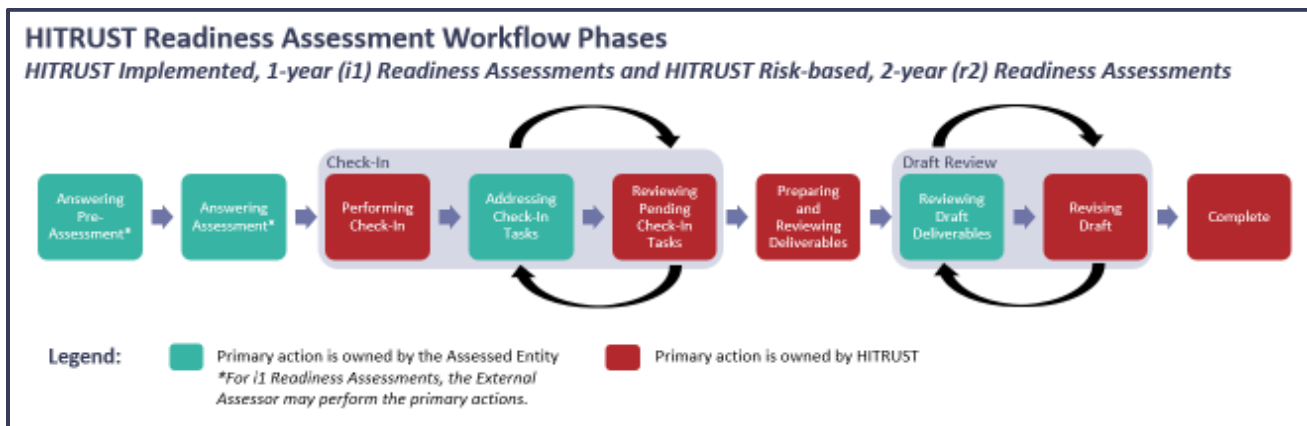 HITRUST Readiness Assessment Workflow Phases
HITRUST Implemented, 1-year (i1) Readiness Assessments and HITRUST Risk-based, 2-year (r2) Readiness Assessments
Check-In
Draft Review
Answering
Pre-
Assessment*
Answering
Assessment*
Performing
Check-In
Addressing
Check-In
Tasks
Reviewing
Pending
Check-In
Tasks
Preparing
and
Reviewing
Deliverables
Reviewing
Draft
Deliverables
Revising
Draft
Complete
Legend:
Primary action is owned by the Assessed Entity
*For i1 Readiness Assessments, the External
Assessor may perform the primary actions.
Primary action is owned by HITRUST